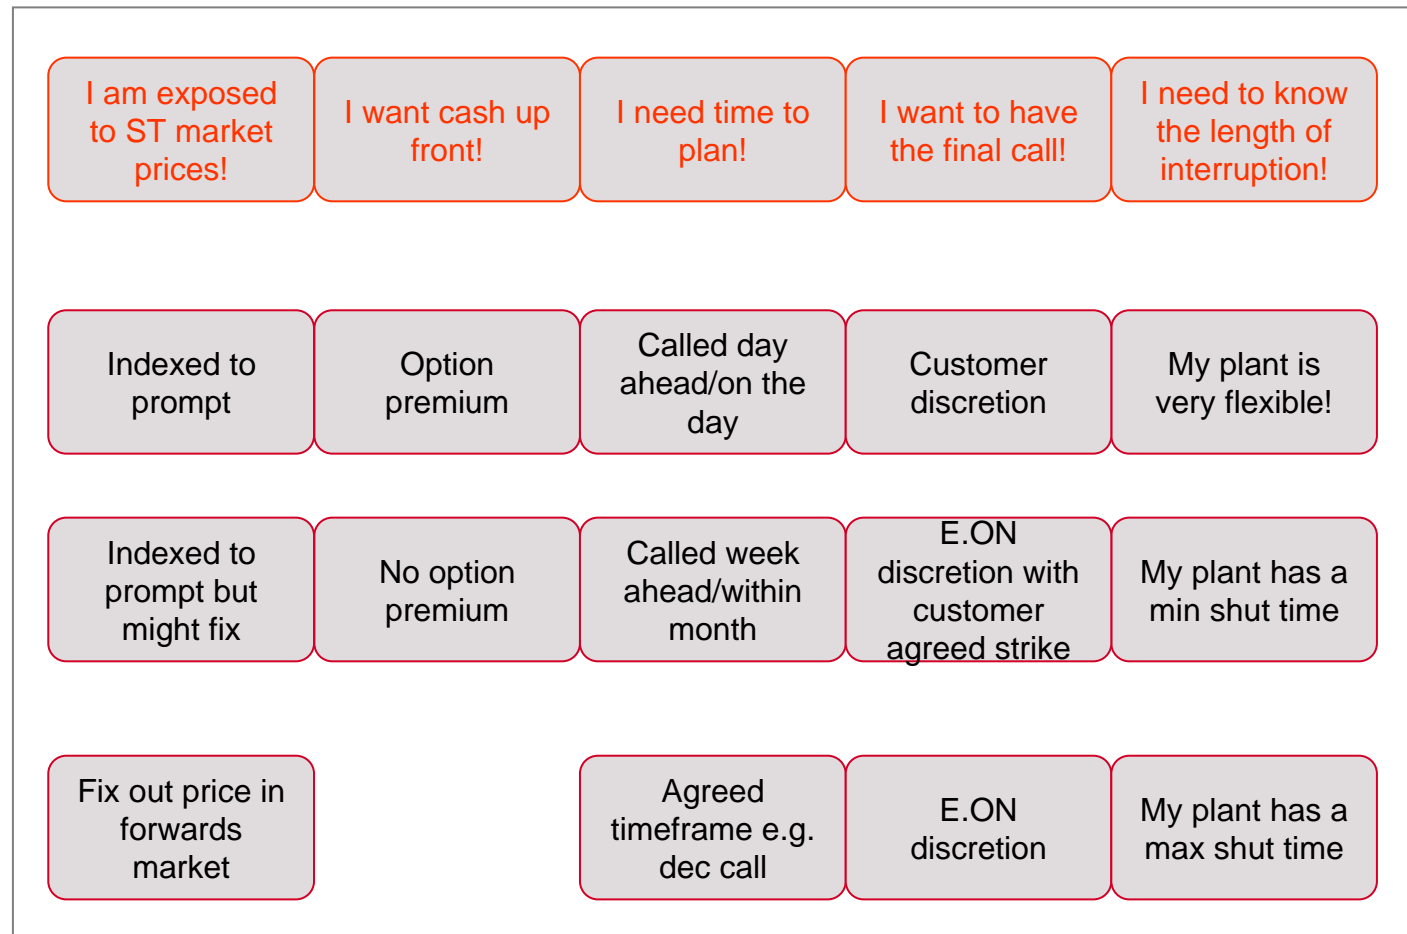 I am exposed
to ST market
prices!
I want cash up
front!
I need time to
plan!
I want to have
the final call!
I need to know
the length of
interruption!
Indexed to
prompt
Option
premium
Called day
ahead/on the
day
Customer
discretion
My plant is
very flexible!
Indexed to
prompt but
might fix
No option
premium
Called week
ahead/within
month
E.ON
discretion with
customer
agreed strike
My plant has a
min shut time
Fix out price in
forwards
market
Agreed
timeframe e.g.
dec call
E.ON
discretion
My plant has a
max shut time